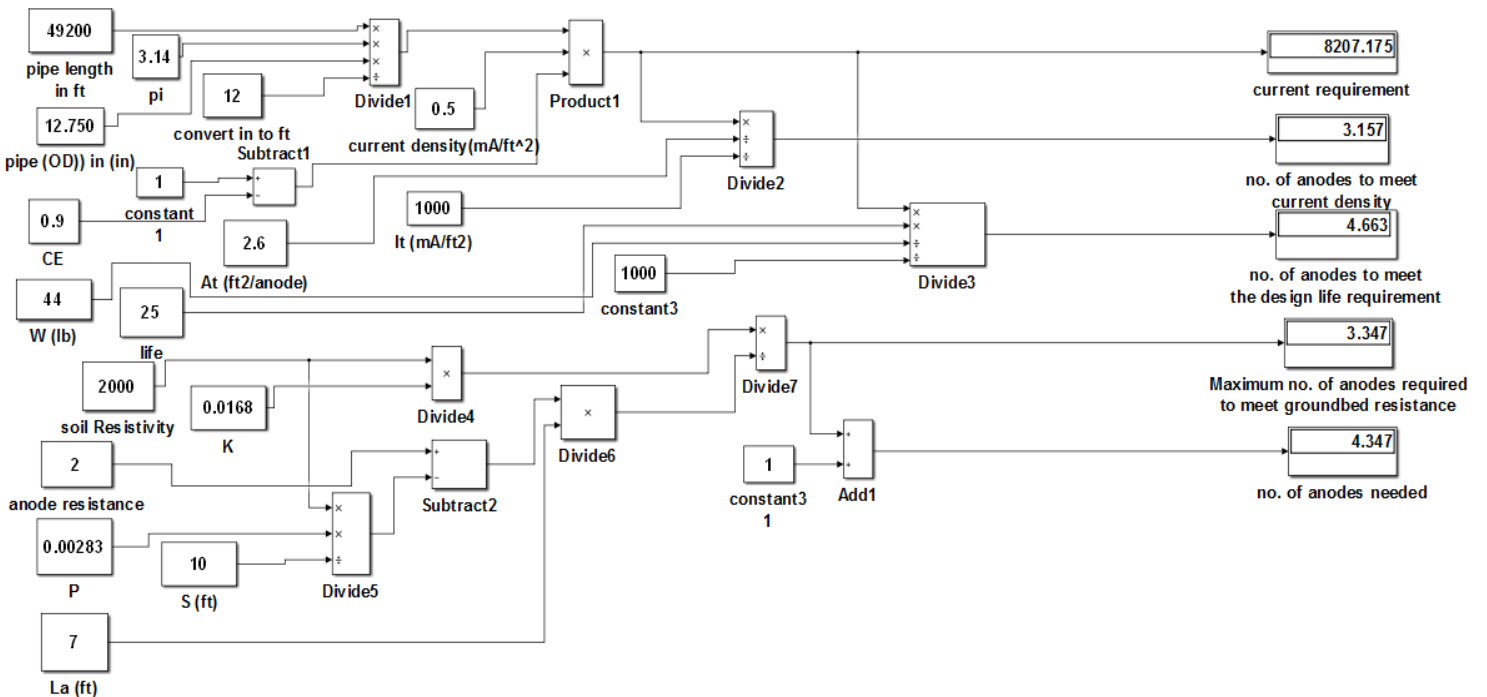 49200
pipe length
in ft
3.14
pi
12
convert in to ft
12.750
pipe (OD)) in (in)
×
×
×
÷
Divide1
0.5
current density(mA/ft^2)
×
Product1
8207.175
current requirement
1
constant
1
+
−
Subtract1
0.9
CE
2.6
At (ft2/anode)
1000
It (mA/ft2)
×
÷
÷
Divide2
3.157
no. of anodes to meet
current density
44
W (lb)
25
life
1000
constant3
×
×
÷
÷
Divide3
4.663
no. of anodes to meet
the design life requirement
2000
soil Resistivity
0.0168
K
×
Divide4
×
÷
Divide7
3.347
Maximum no. of anodes required
to meet groundbed resistance
2
anode resistance
+
−
Subtract2
×
Divide6
0.00283
P
10
S (ft)
×
×
÷
Divide5
1
constant3
1
+
+
Add1
4.347
no. of anodes needed
7
La (ft)